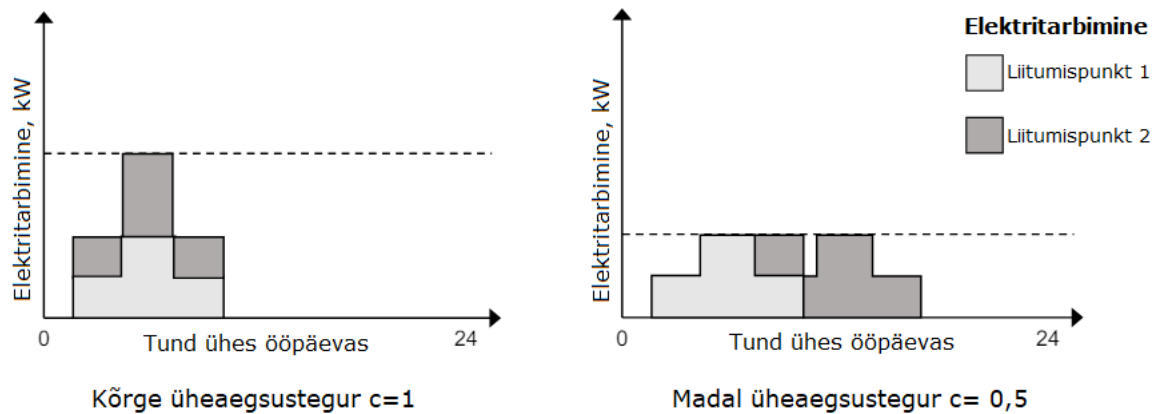 Elektritarbimine, kW
0
Tund ühes ööpäevas
24
Kõrge üheaegsustegur c=1
Elektritarbimine, kW
0
Tund ühes ööpäevas
24
Madal üheaegsustegur c= 0,5
Elektritarbimine
Liitumispunkt 1
Liitumispunkt 2